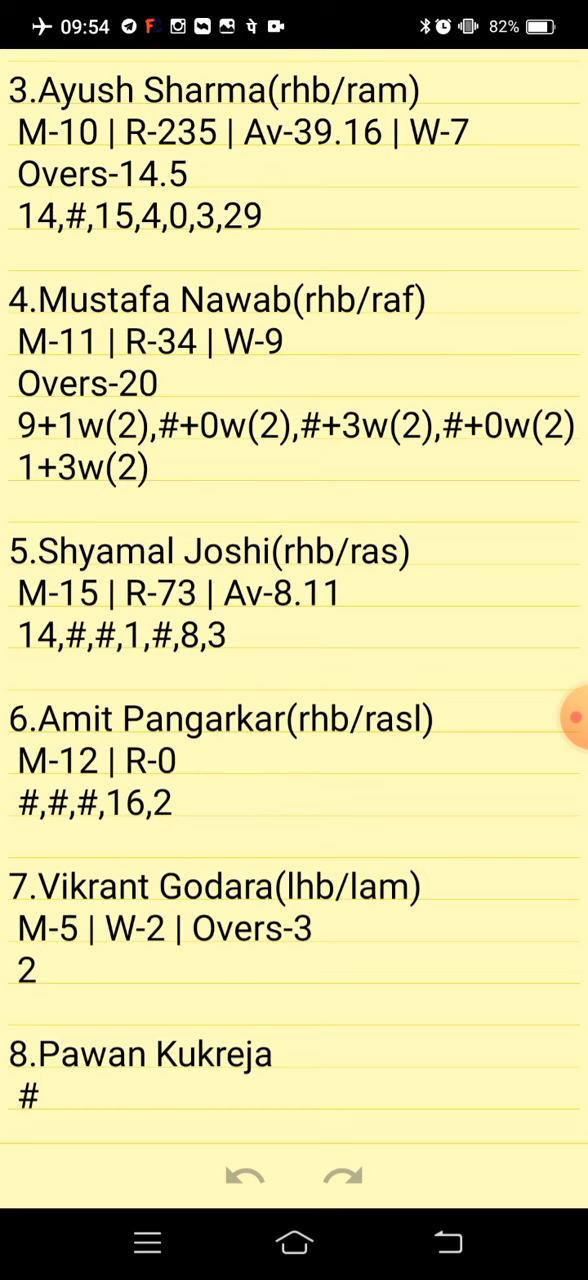 09:54 पे 82%
3.Ayush Sharma(rhb/ram)
M-10 | R-235 | Av-39.16 | W-7
Overs-14.5
14,#,15,4,0,3,29
4.Mustafa Nawab(rhb/raf)
M-11 | R-34 | W-9
Overs-20
9+1w(2),#+0w(2),#+3w(2),#+0w(2)
1+3w(2)
5.Shyamal Joshi(rhb/ras)
M-15 | R-73 | Av-8.11
14,#,#,1,#,8,3
6.Amit Pangarkar(rhb/rasl)
M-12 | R-0
#,#,#,16,2
7.Vikrant Godara(lhb/lam)
M-5 | W-2 | Overs-3
2
8.Pawan Kukreja
#